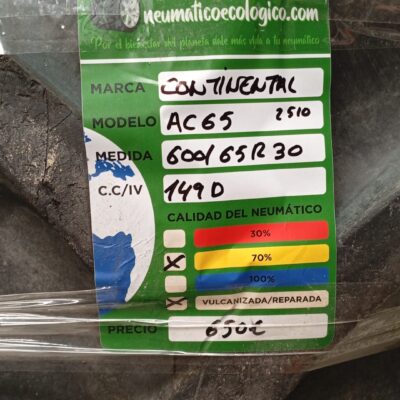 neumaticoecologico.com
Por el bienestar del planeta dale más vida a tu neumático
MARCA CONTINENTAL
MODELO AC65 2510
MEDIDA 600/65R30
C.C/IV 149D
CALIDAD DEL NEUMÁTICO
30%
X 70%
100%
X VULCANIZADA/REPARADA
PRECIO 650€